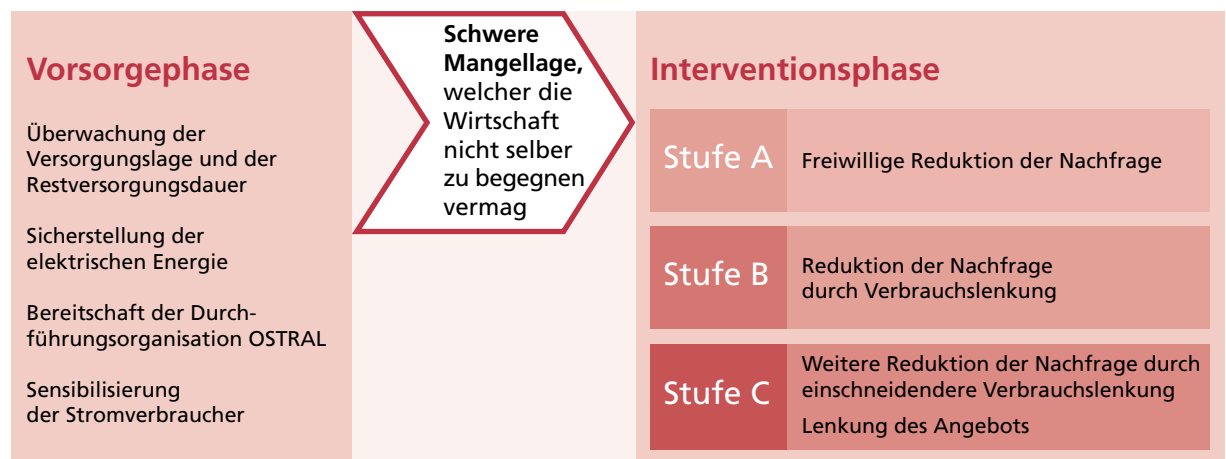 Vorsorgephase
Überwachung der
Versorgungslage und der
Restversorgungsdauer
Sicherstellung der
elektrischen Energie
Bereitschaft der Durch-
führungsorganisation OSTRAL
Sensibilisierung
der Stromverbraucher
Schwere
Mangellage,
welcher die
Wirtschaft
nicht selber
zu begegnen
vermag
Interventionsphase
Stufe A
Freiwillige Reduktion der Nachfrage
Stufe B
Reduktion der Nachfrage
durch Verbrauchslenkung
Stufe C
Weitere Reduktion der Nachfrage durch
einschneidendere Verbrauchslenkung
Lenkung des Angebots